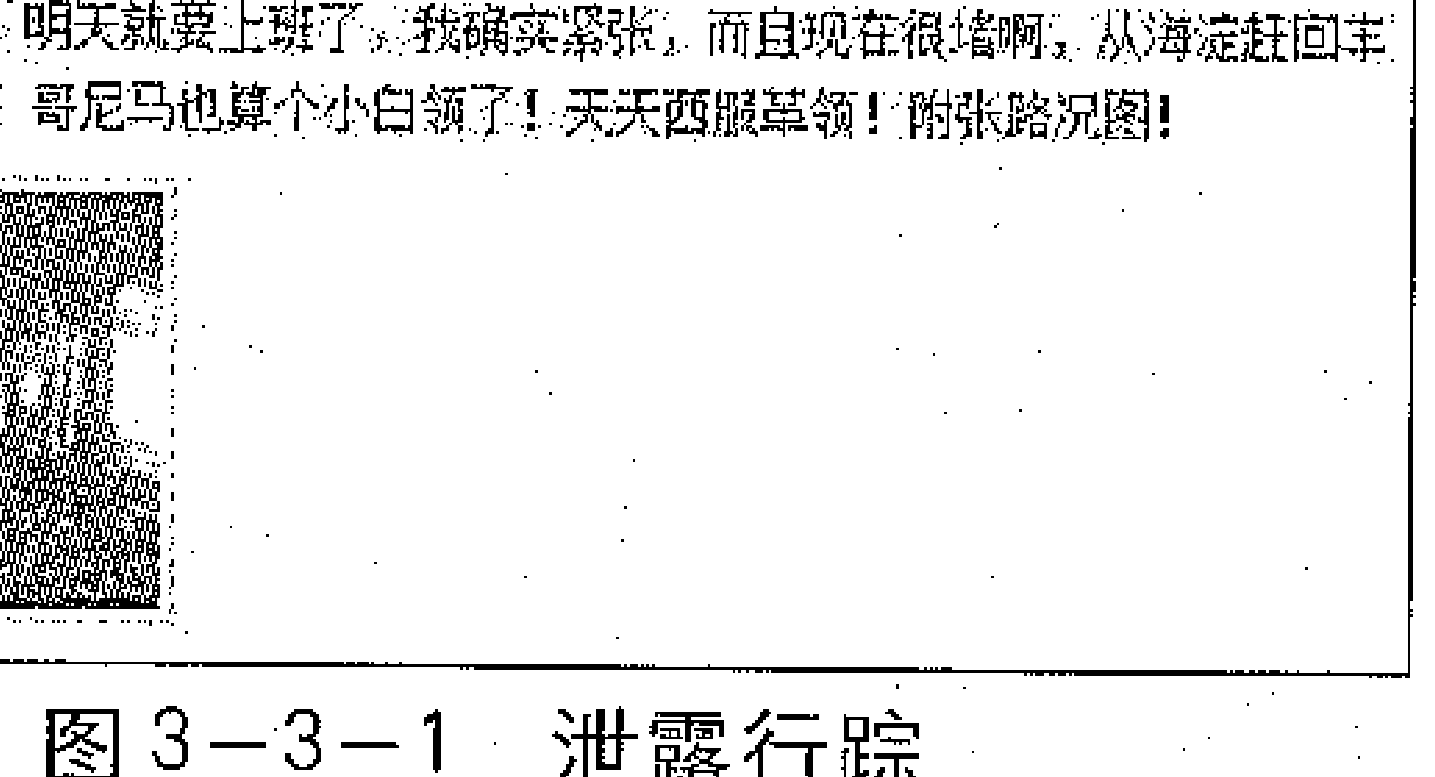 明天就要上班了。我确实紧张，而且现在很堵啊。从海淀赶回丰
哥尼马也算个小白领了！天天西服革领！附张路况图！
图3-3-1 泄露行踪